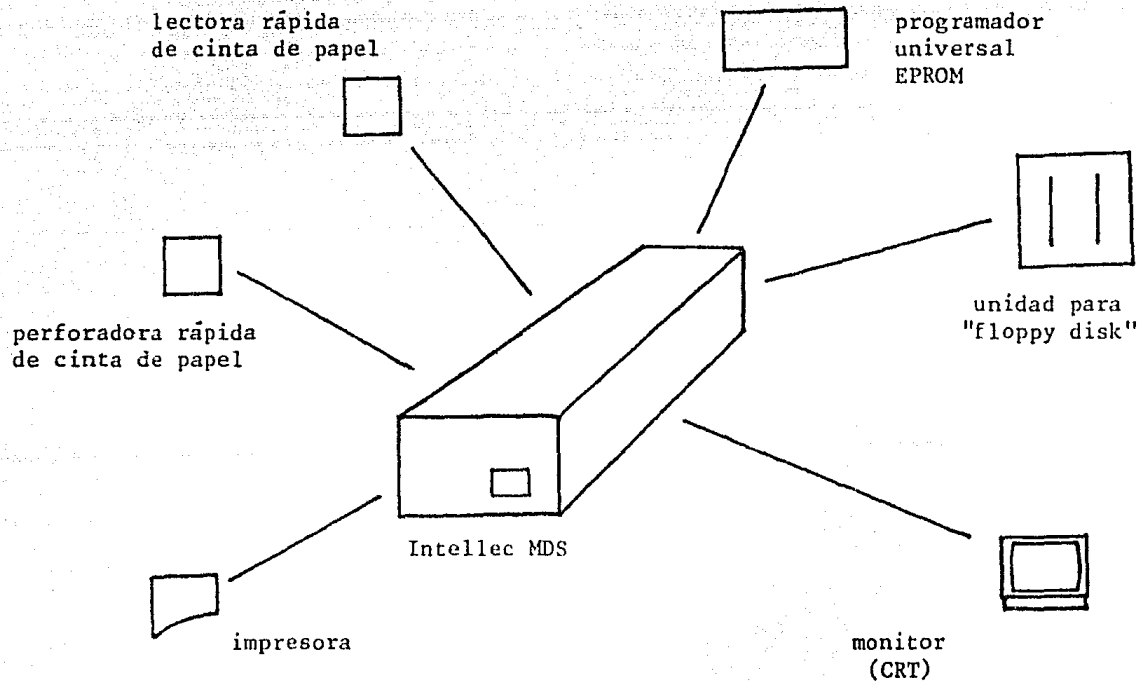 lectora rápida
de cinta de papel
programador
universal
EPROM
perforadora rápida
de cinta de papel
unidad para
"floppy disk"
Intellec MDS
impresora
monitor
(CRT)